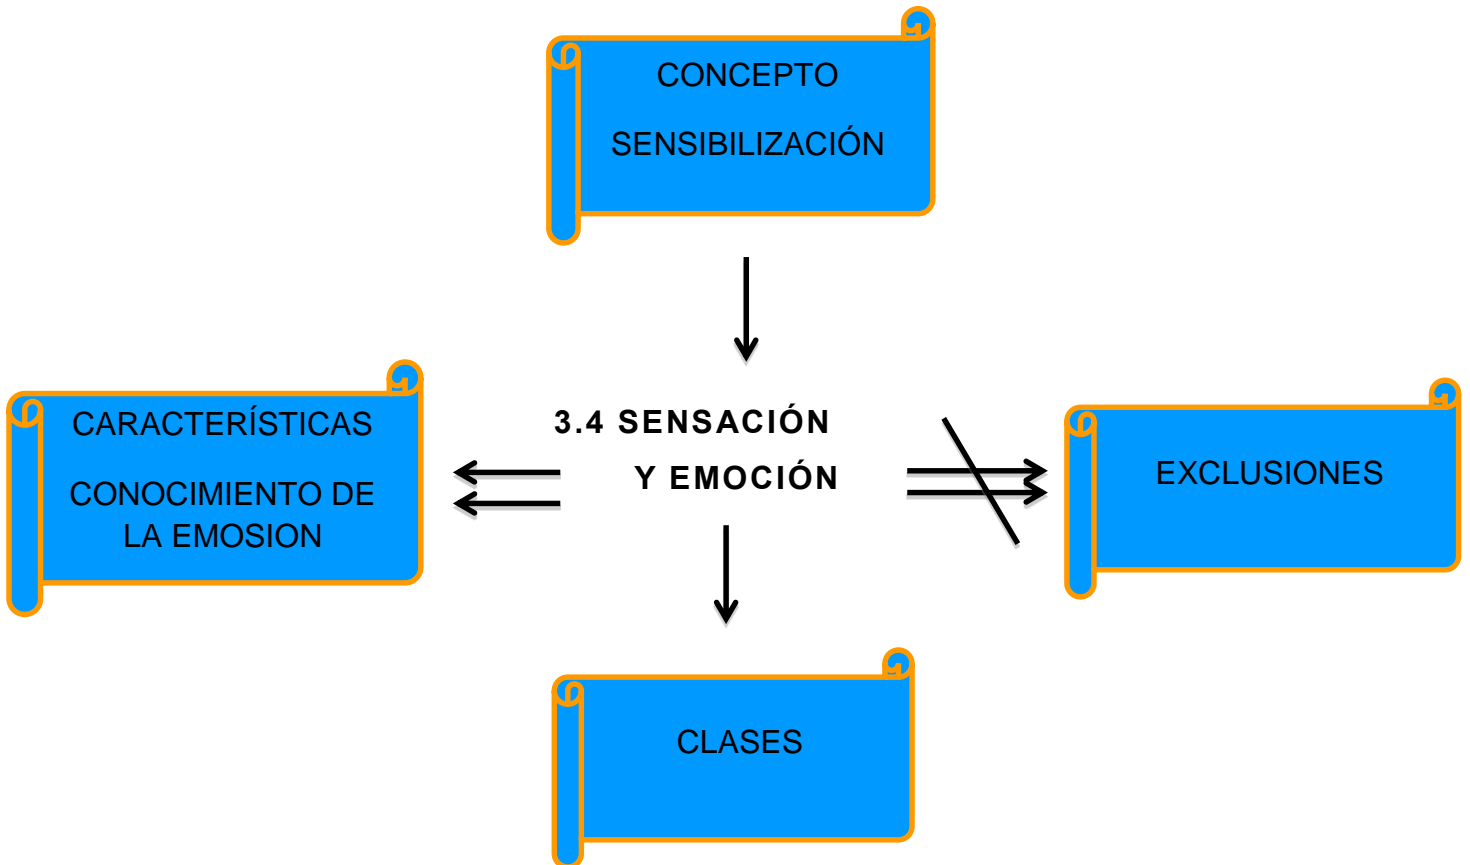 CONCEPTO
SENSIBILIZACIÓN
CARACTERÍSTICAS
CONOCIMIENTO DE
LA EMOSION
3.4 SENSACIÓN
Y EMOCIÓN
EXCLUSIONES
CLASES